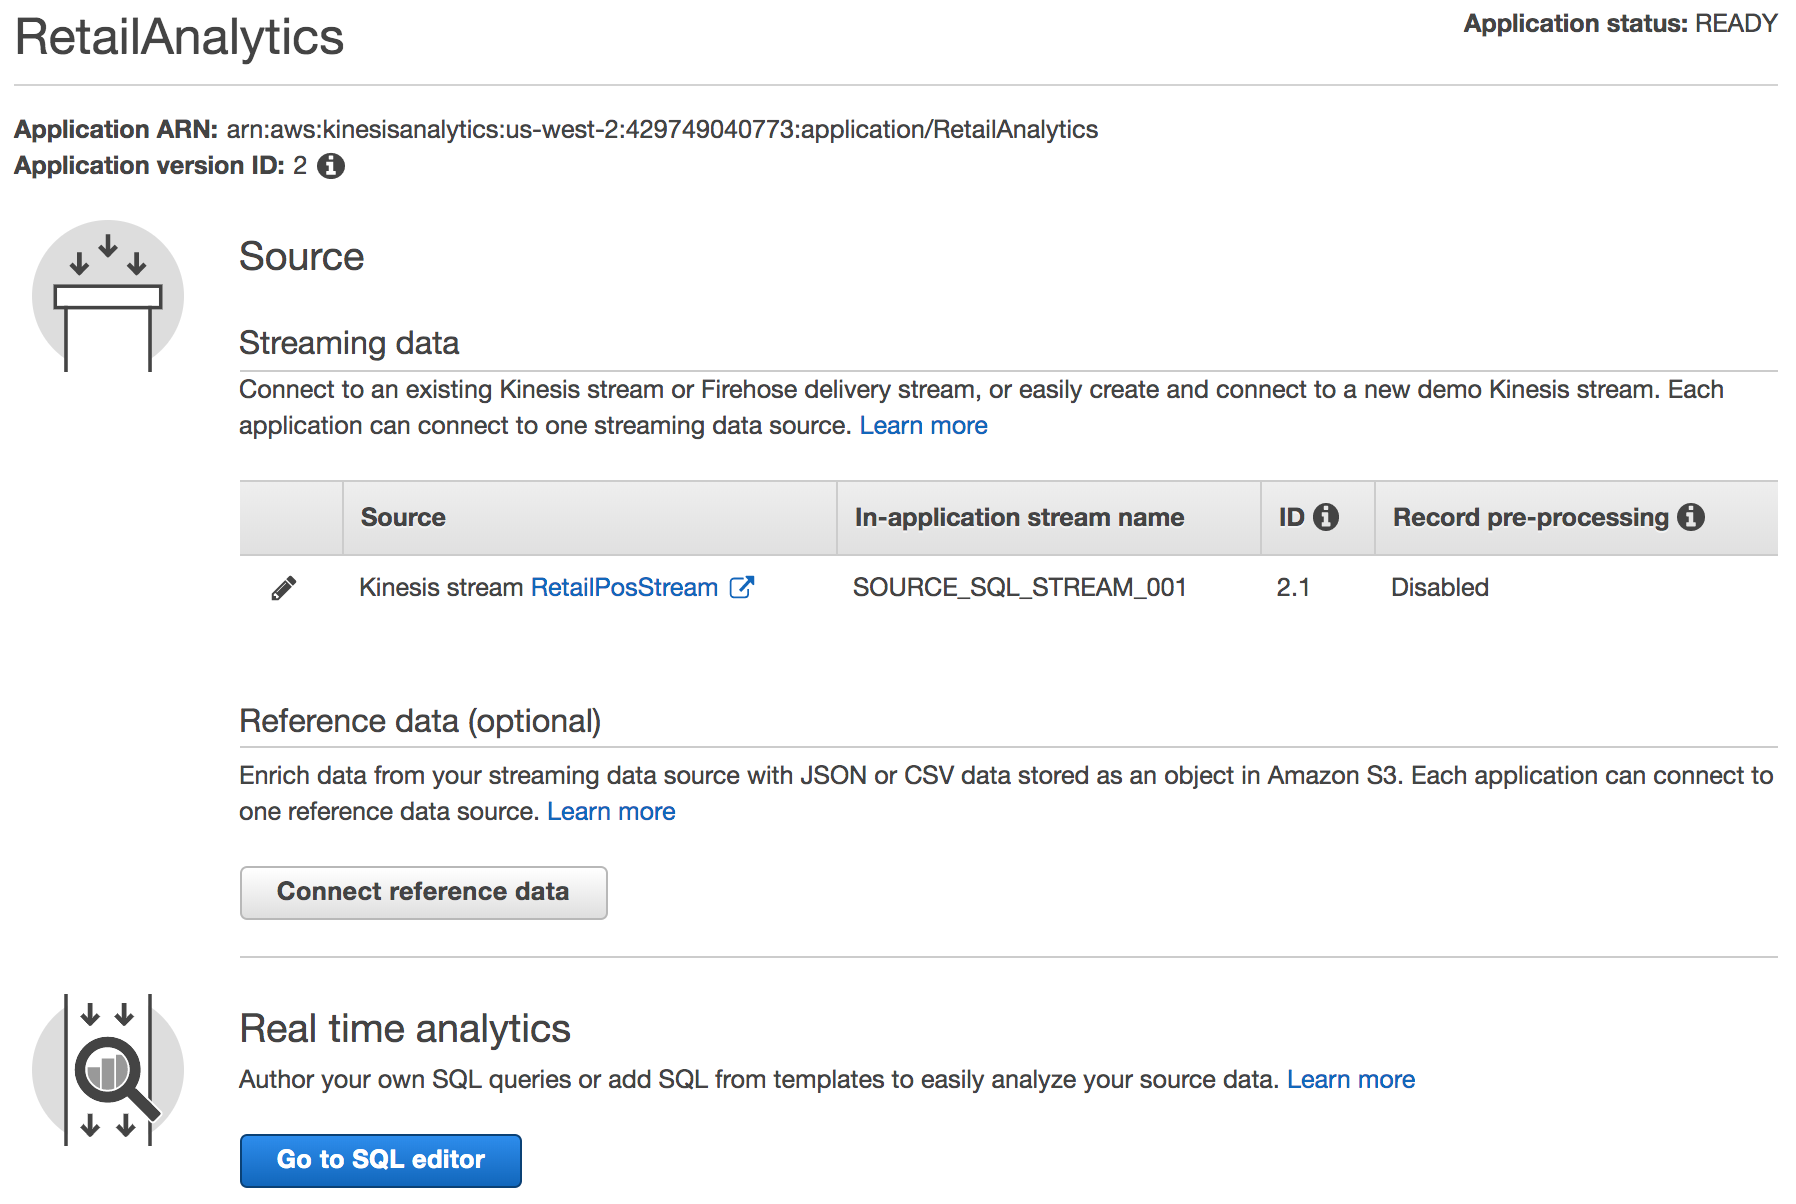 RetailAnalytics
Application status: READY
Application ARN: arn:aws:kinesisanalytics:us-west-2:429749040773:application/RetailAnalytics
Application version ID: 2
Source
Streaming data
Connect to an existing Kinesis stream or Firehose delivery stream, or easily create and connect to a new demo Kinesis stream. Each
application can connect to one streaming data source. Learn more
Source In-application stream name ID Record pre-processing
Kinesis stream RetailPosStream SOURCE_SQL_STREAM_001 2.1 Disabled
Reference data (optional)
Enrich data from your streaming data source with JSON or CSV data stored as an object in Amazon S3. Each application can connect to
one reference data source. Learn more
Connect reference data
Real time analytics
Author your own SQL queries or add SQL from templates to easily analyze your source data. Learn more
Go to SQL editor